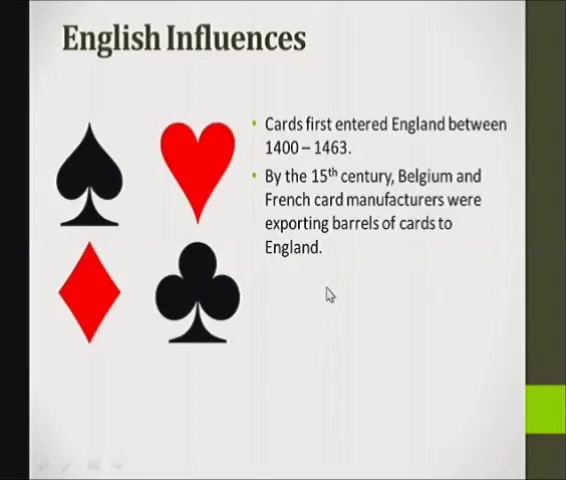 English Influences
• Cards first entered England between
1400 – 1463.
• By the 15th century, Belgium and
French card manufacturers were
exporting barrels of cards to
England.